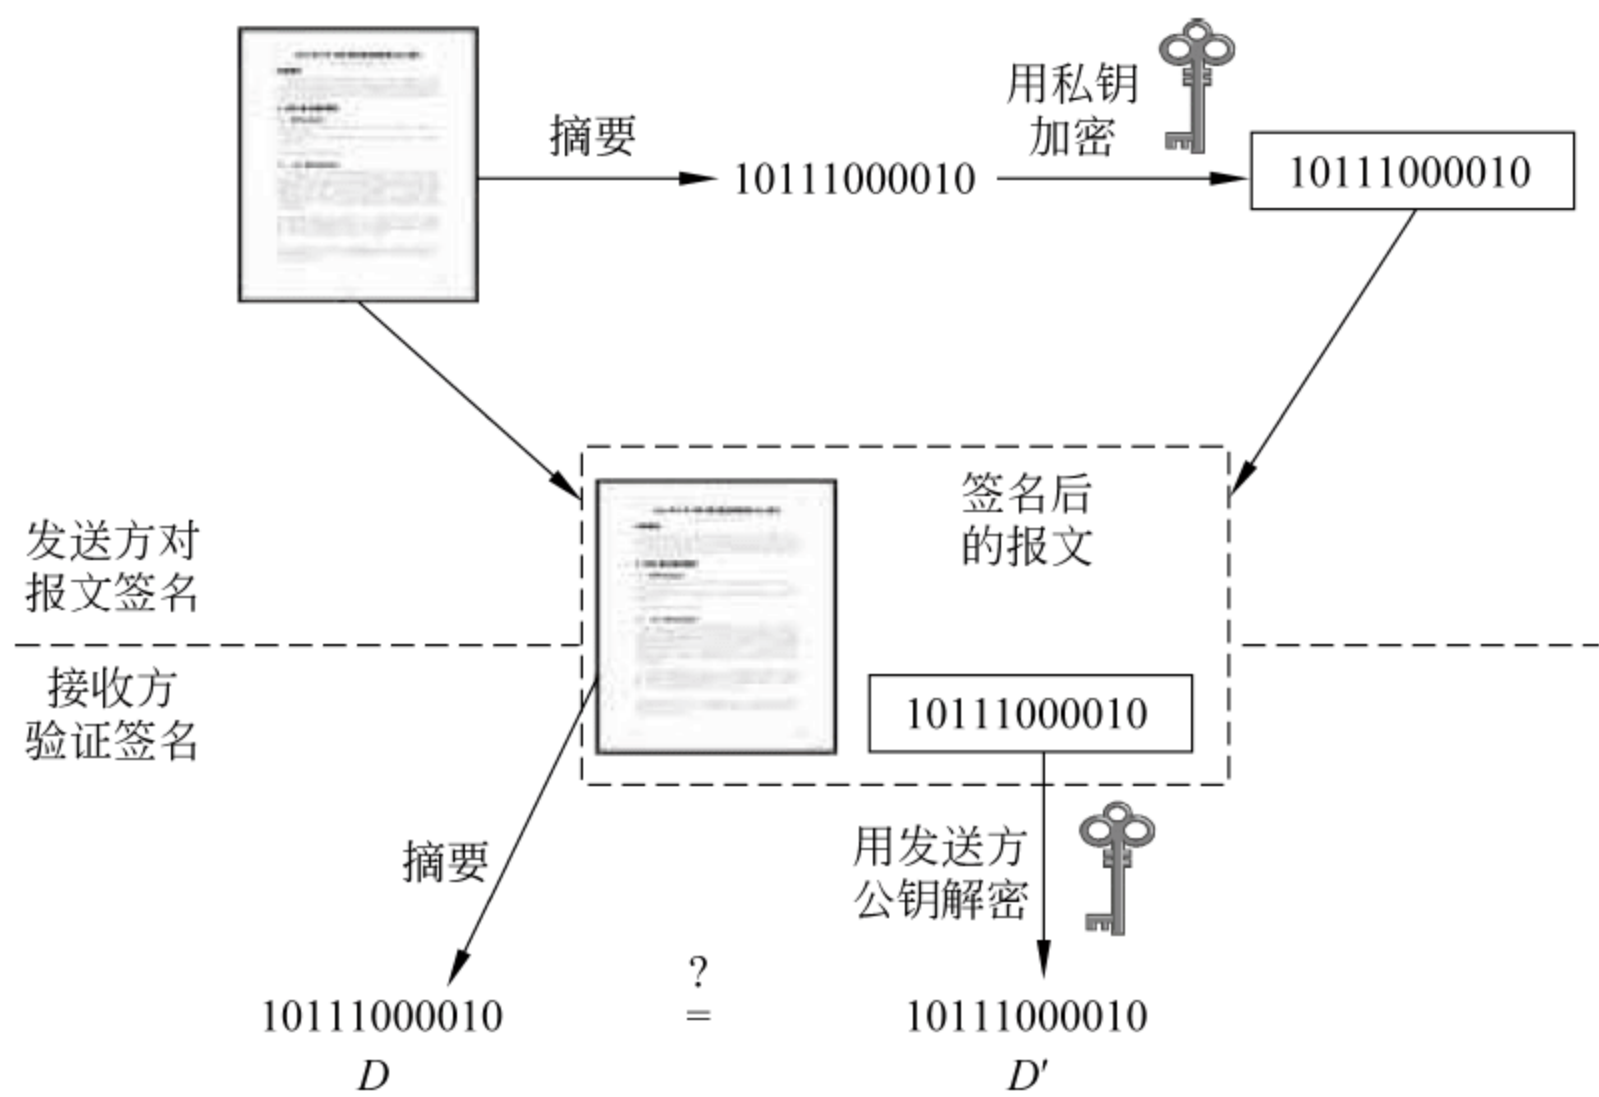 摘要
10111000010
用私钥
加密
10111000010
签名后
的报文
发送方对
报文签名
接收方
验证签名
10111000010
摘要
用发送方
公钥解密
10111000010
?
=
10111000010
D
D'